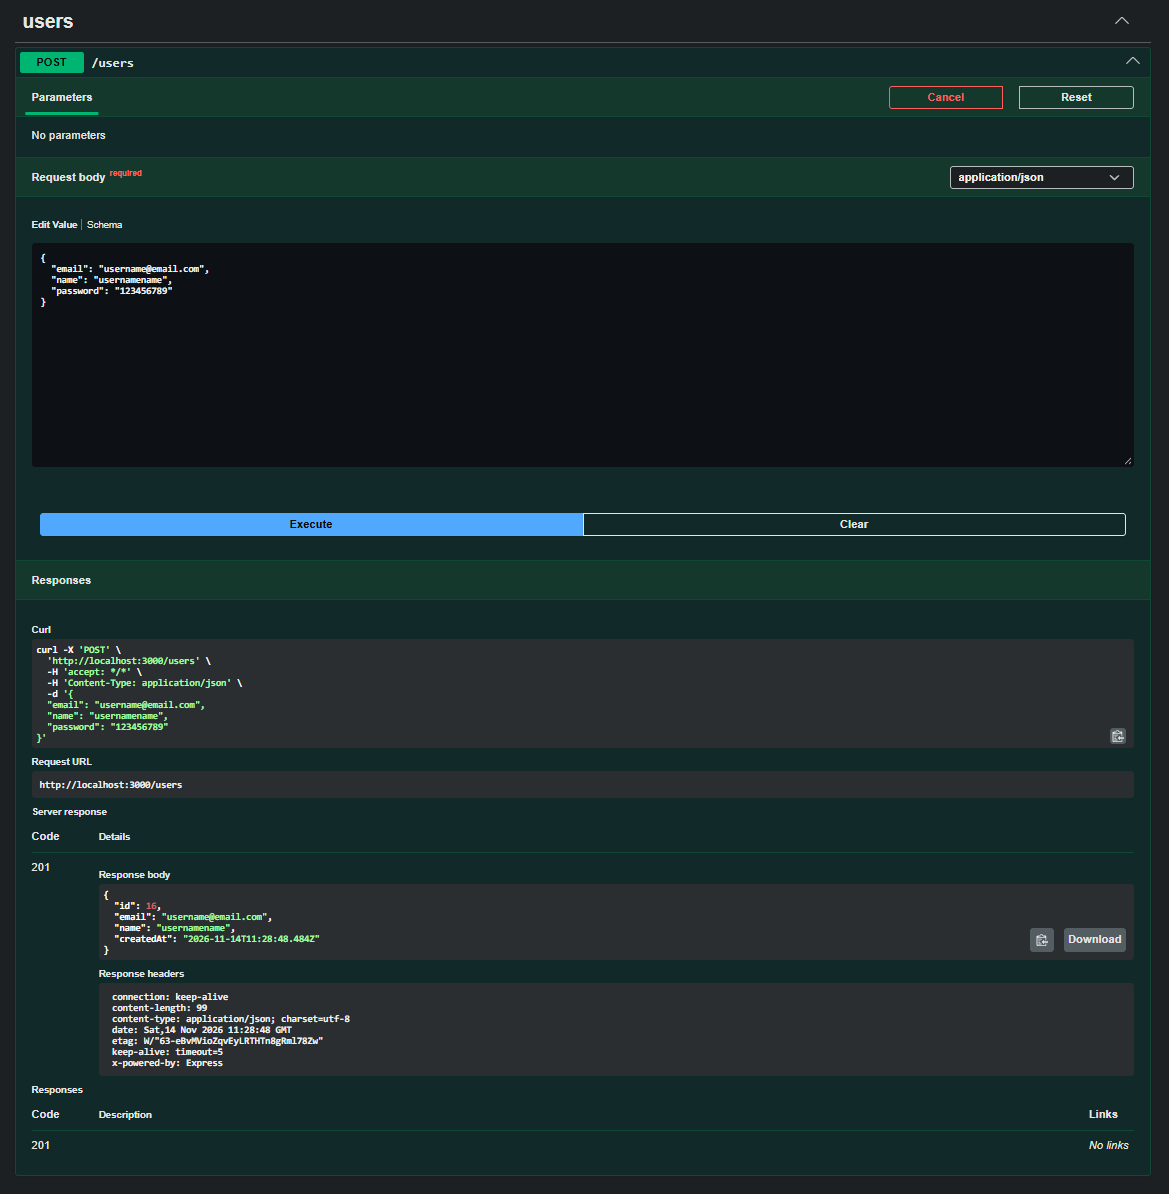 users
POST /users
Parameters Cancel Reset
No parameters
Request body required application/json
Edit Value | Schema
{
  "email": "username@email.com",
  "name": "usernamename",
  "password": "123456789"
}
Execute Clear
Responses
Curl
curl -X 'POST' \
  'http://localhost:3000/users' \
  -H 'accept: */*' \
  -H 'Content-Type: application/json' \
  -d '{
  "email": "username@email.com",
  "name": "usernamename",
  "password": "123456789"
}'
Request URL
http://localhost:3000/users
Server response
Code Details
201
Response body
{
  "id": 16,
  "email": "username@email.com",
  "name": "usernamename",
  "createdAt": "2026-11-14T11:28:48.484Z"
}
Download
Response headers
connection: keep-alive
content-length: 99
content-type: application/json; charset=utf-8
date: Sat,14 Nov 2026 11:28:48 GMT
etag: W/"63-eBvMVioZqvEyLRTHTn8gRml78Zw"
keep-alive: timeout=5
x-powered-by: Express
Responses
Code Description Links
201 No links